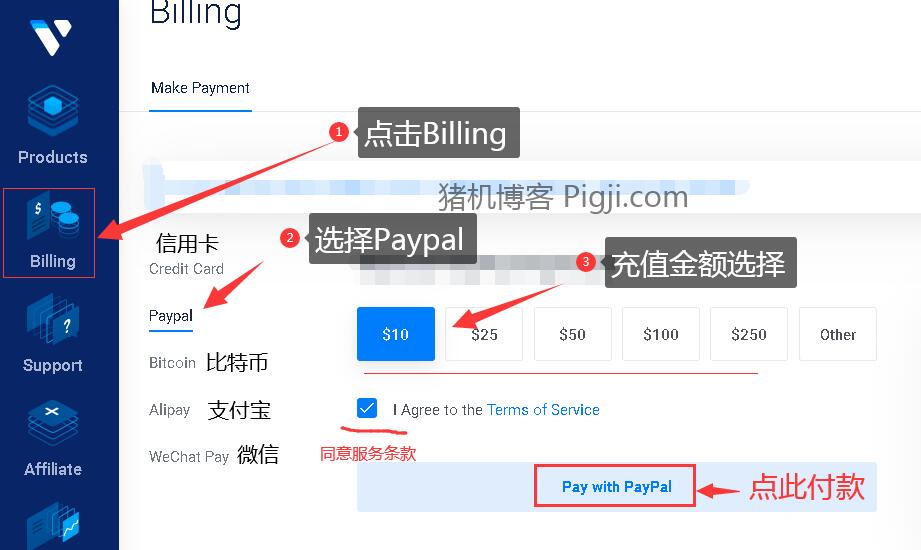 Billing
Make Payment
1 点击Billing
Products
猪机博客 Pigji.com
Billing
信用卡
Credit Card
2 选择Paypal
3 充值金额选择
Paypal
$10 $25 $50 $100 $250 Other
Bitcoin 比特币
Support
Alipay 支付宝
I Agree to the Terms of Service
WeChat Pay 微信
同意服务条款
Affiliate
Pay with PayPal 点此付款